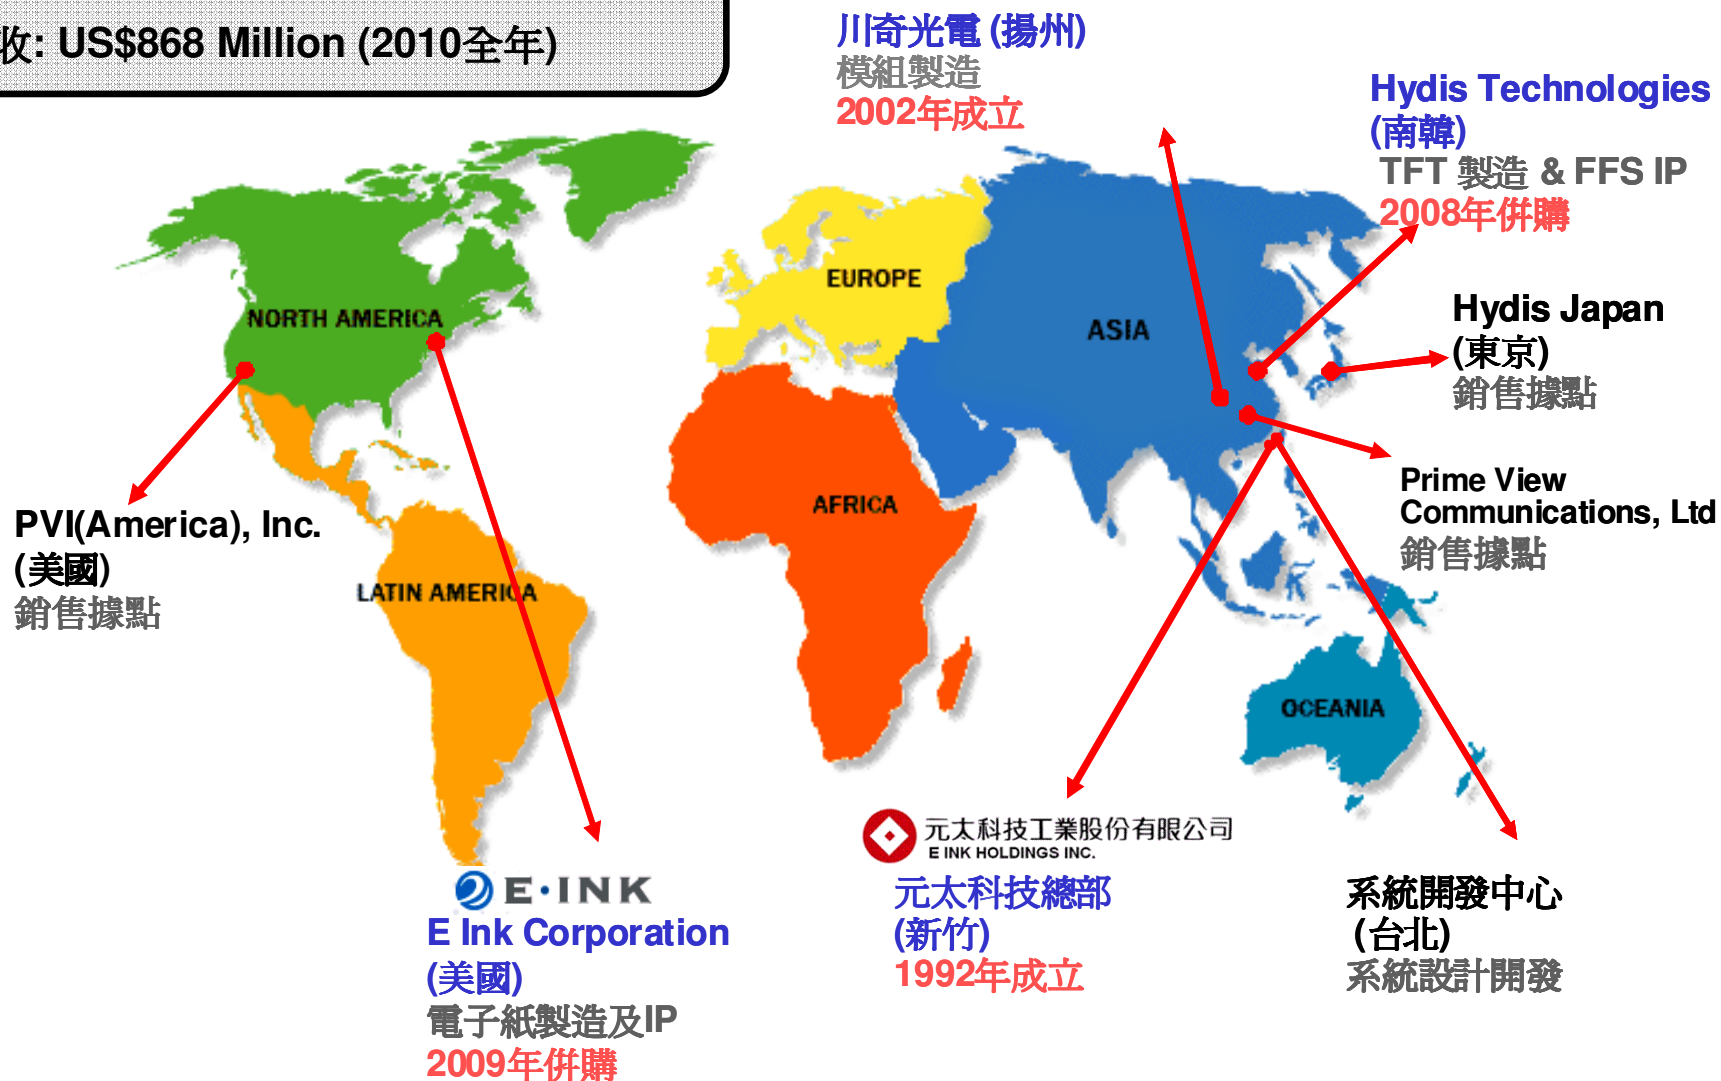 收: US$868 Million (2010全年)
川奇光電 (揚州)
模組製造
2002年成立
Hydis Technologies
(南韓)
TFT 製造 & FFS IP
2008年併購
NORTH AMERICA
EUROPE
ASIA
Hydis Japan
(東京)
銷售據點
AFRICA
Prime View
Communications, Ltd
銷售據點
PVI(America), Inc.
(美國)
銷售據點
LATIN AMERICA
OCEANIA
元太科技工業股份有限公司
E INK HOLDINGS INC.
元太科技總部
(新竹)
1992年成立
系統開發中心
(台北)
系統設計開發
E·INK
E Ink Corporation
(美國)
電子紙製造及IP
2009年併購